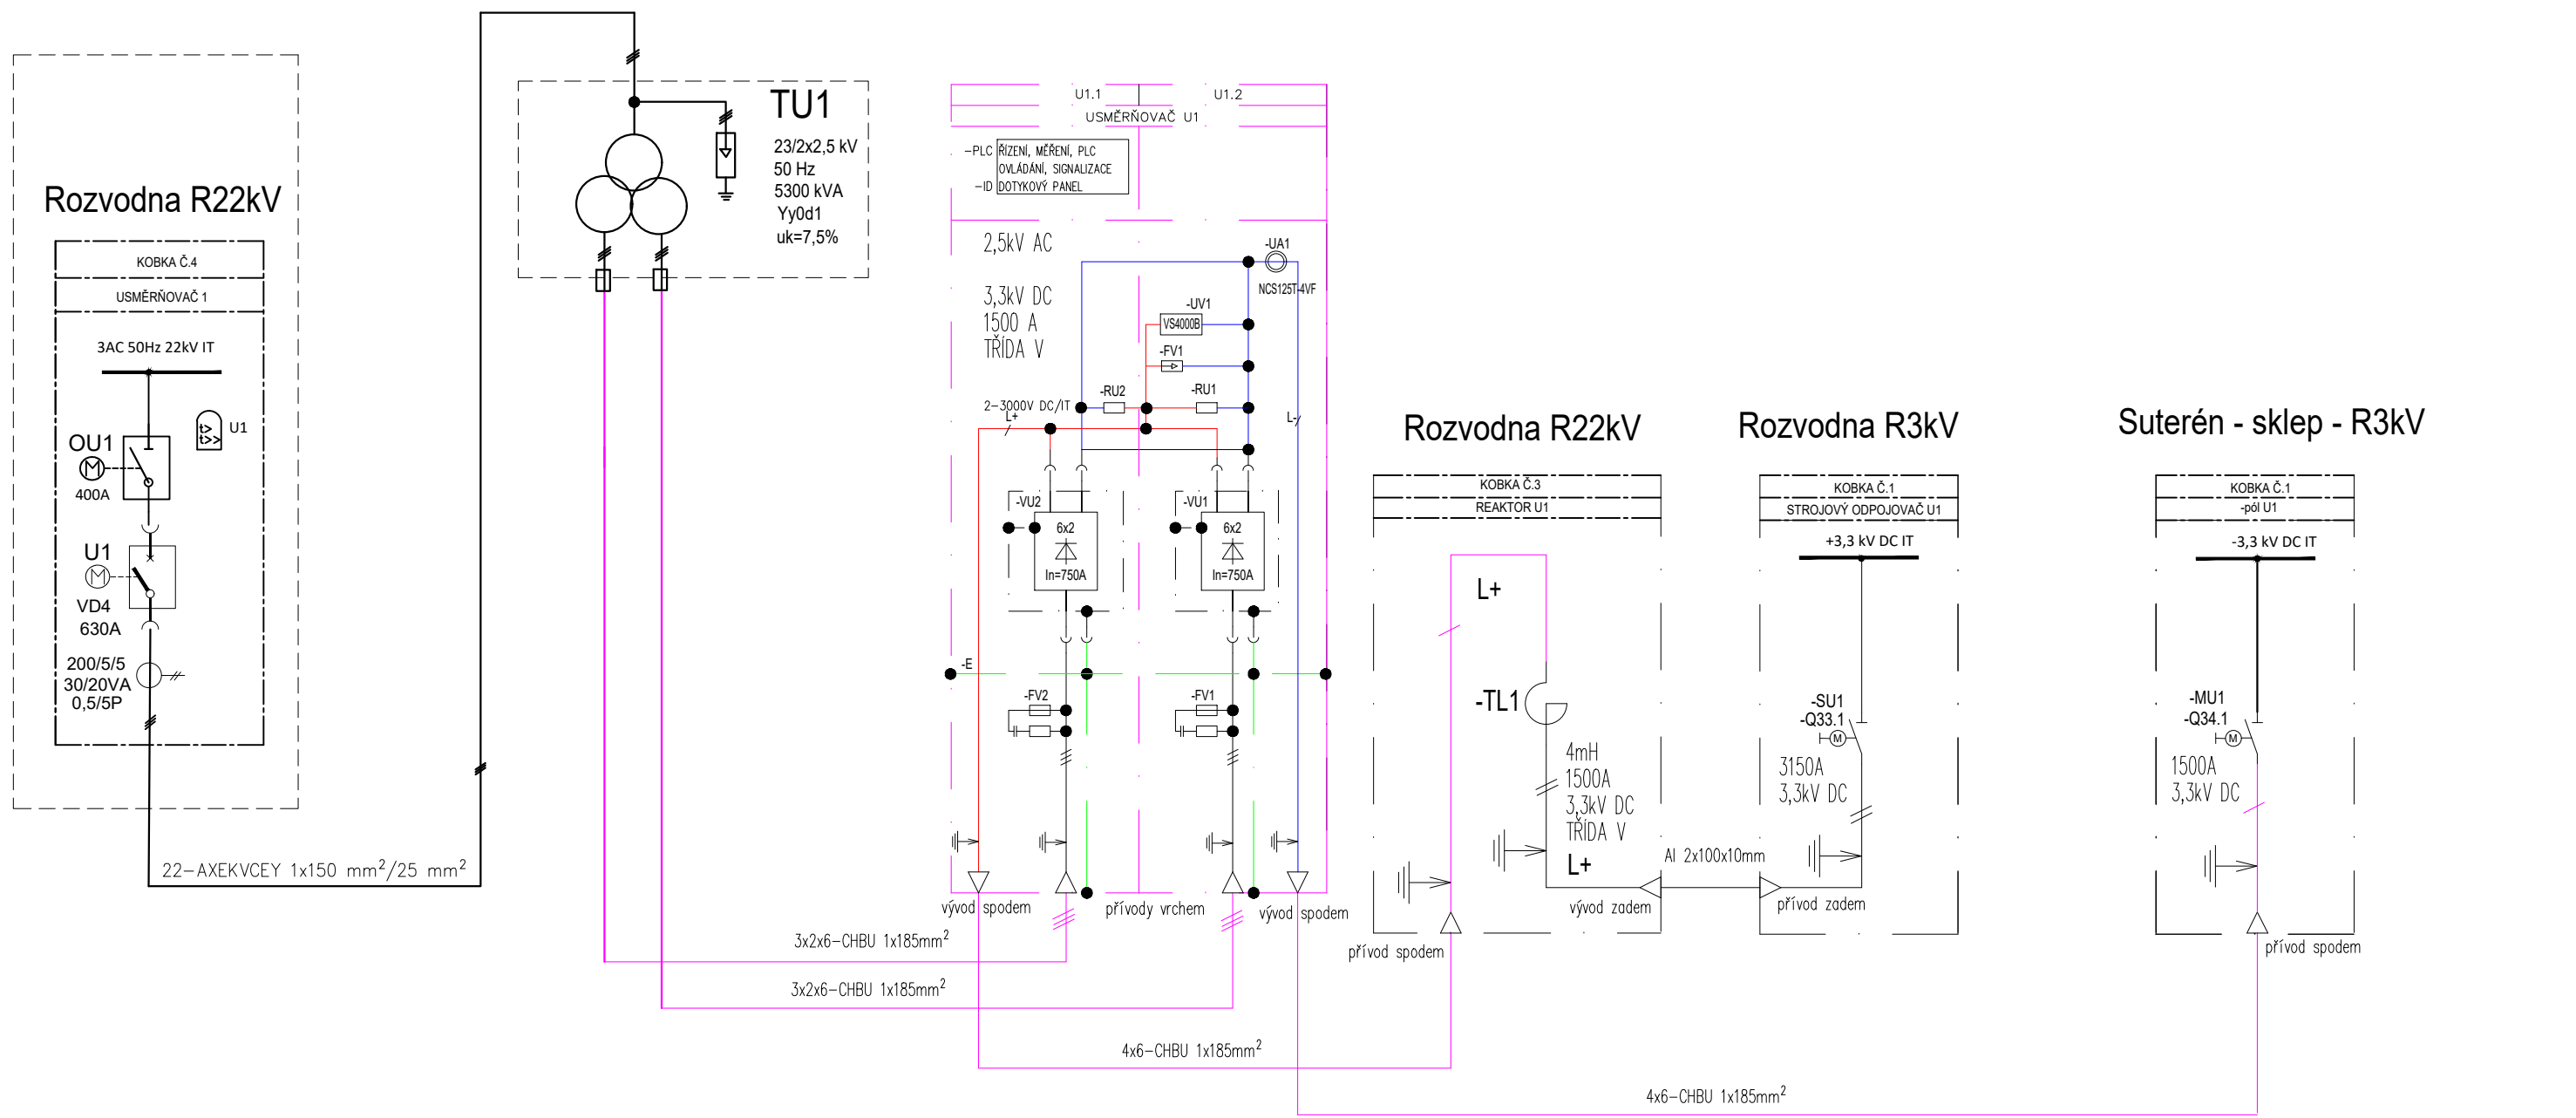 Rozvodna R22kV
KOBKA Č.4
USMĚRŇOVAČ 1
3AC 50Hz 22kV IT
t>
t>>
U1
OU1
M
400A
U1
M
VD4
630A
200/5/5
30/20VA
0,5/5P
22-AXEKVCEY 1x150 mm²/25 mm²
TU1
23/2x2,5 kV
50 Hz
5300 kVA
Yy0d1
uk=7,5%
U1.1
U1.2
USMĚRŇOVAČ U1
-PLC
ŘÍZENÍ, MĚŘENÍ, PLC
OVLÁDÁNÍ, SIGNALIZACE
-ID
DOTYKOVÝ PANEL
2,5kV AC
3,3kV DC
1500 A
TŘÍDA V
-UA1
NCS125T-4VF
-UV1
VS4000B
-FV1
-RU2
-RU1
2-3000V DC/IT
L+
L-
-VU2
6x2
In=750A
-VU1
6x2
In=750A
-E
-FV2
-FV1
vývod spodem
přívody vrchem
vývod spodem
3x2x6-CHBU 1x185mm²
3x2x6-CHBU 1x185mm²
4x6-CHBU 1x185mm²
4x6-CHBU 1x185mm²
Rozvodna R22kV
KOBKA Č.3
REAKTOR U1
L+
-TL1
4mH
1500A
3,3kV DC
TŘÍDA V
L+
vývod zadem
přívod spodem
Al 2x100x10mm
Rozvodna R3kV
KOBKA Č.1
STROJOVÝ ODPOJOVAČ U1
+3,3 kV DC IT
-SU1
-Q33.1
M
3150A
3,3kV DC
přívod zadem
Suterén - sklep - R3kV
KOBKA Č.1
-pól U1
-3,3 kV DC IT
-MU1
-Q34.1
M
1500A
3,3kV DC
přívod spodem